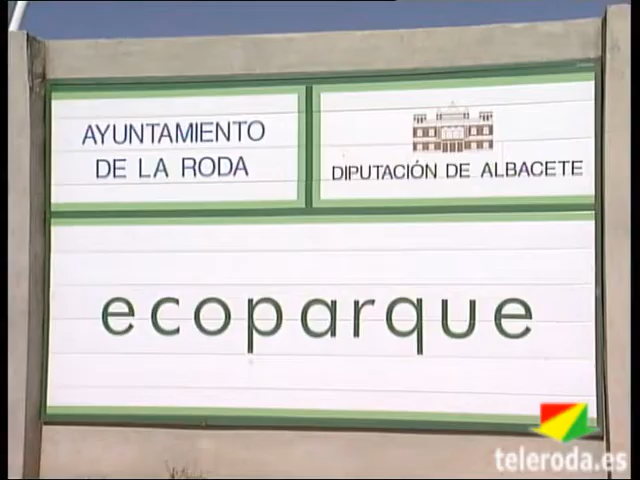 AYUNTAMIENTO
DE LA RODA
DIPUTACIÓN DE ALBACETE
ecoparque
teleroda.es